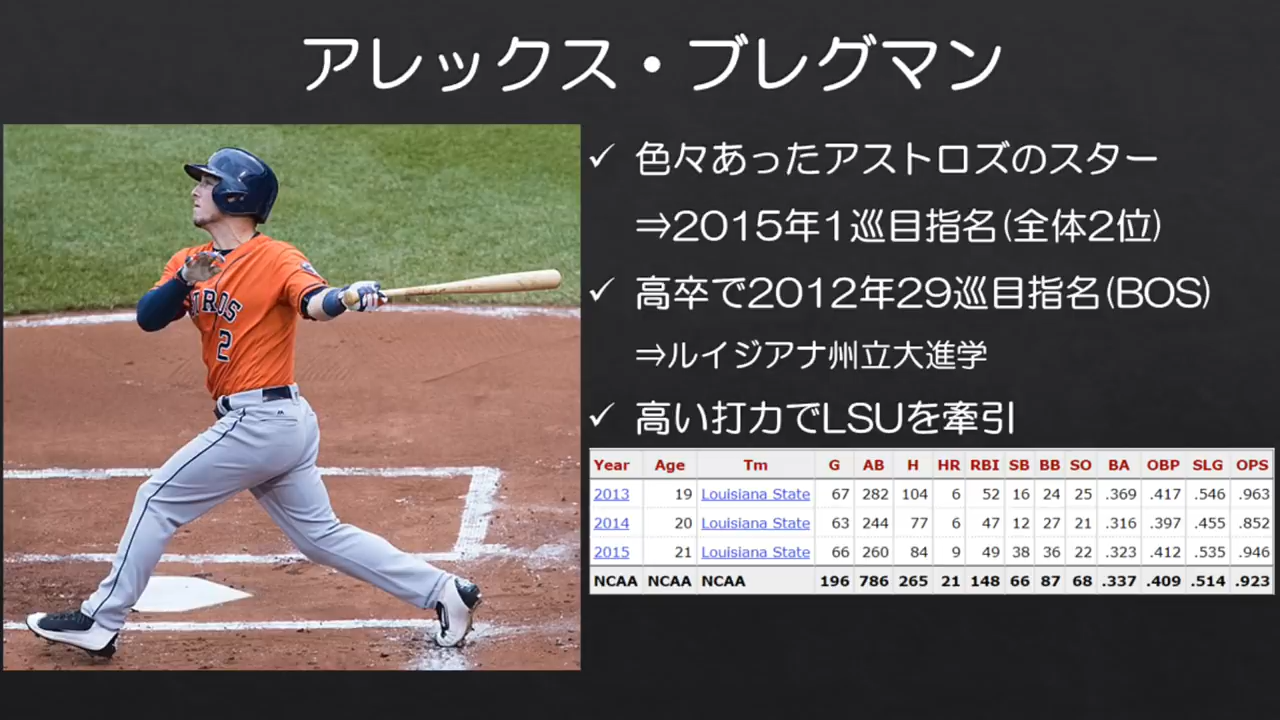 アレックス・ブレグマン
✓ 色々あったアストロズのスター
⇒2015年1巡目指名(全体2位)
✓ 高卒で2012年29巡目指名(BOS)
⇒ルイジアナ州立大進学
✓ 高い打力でLSUを牽引
Year Age Tm G AB H HR RBI SB BB SO BA OBP SLG OPS
2013 19 Louisiana State 67 282 104 6 52 16 24 25 .369 .417 .546 .963
2014 20 Louisiana State 63 244 77 6 47 12 27 21 .316 .397 .455 .852
2015 21 Louisiana State 66 260 84 9 49 38 36 22 .323 .412 .535 .946
NCAA NCAA NCAA 196 786 265 21 148 66 87 68 .337 .409 .514 .923
TROS
2